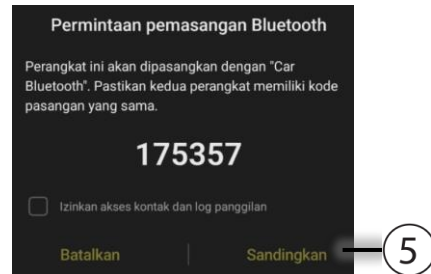 Permintaan pemasangan Bluetooth
Perangkat ini akan dipasangkan dengan "Car
Bluetooth". Pastikan kedua perangkat memiliki kode
pasangan yang sama.
175357
Izinkan akses kontak dan log panggilan
Batalkan
Sandingkan
5